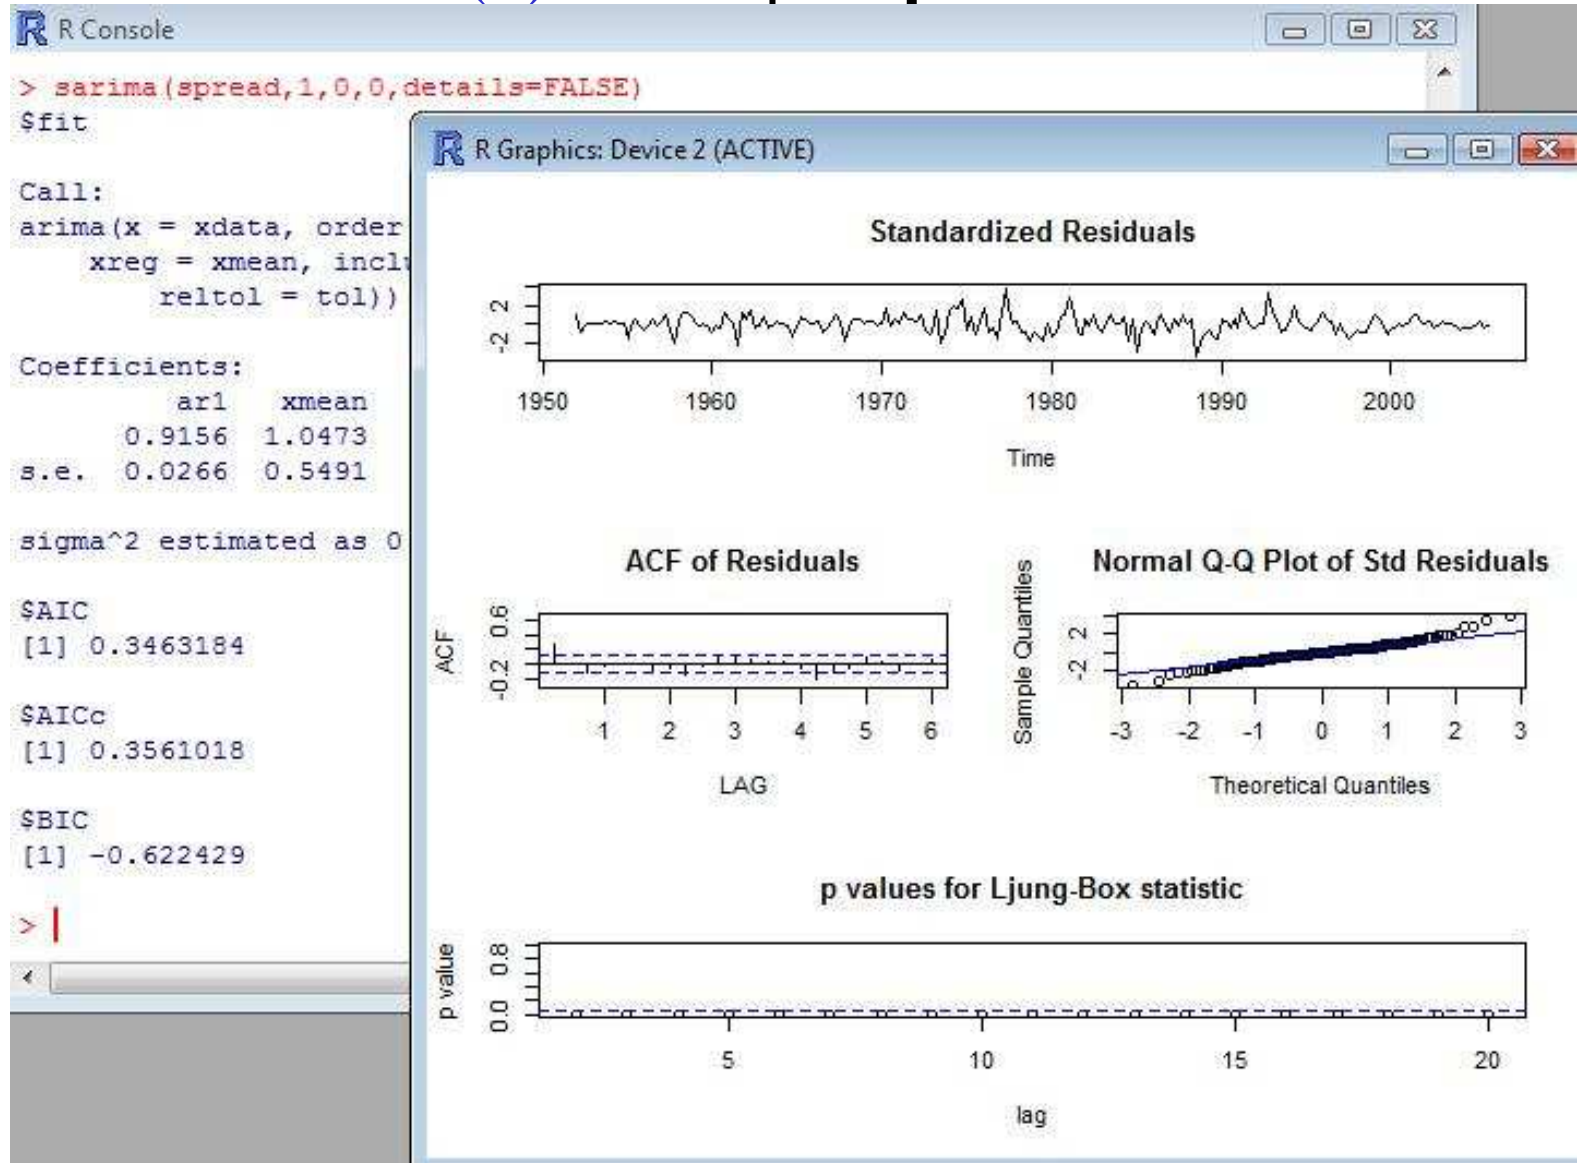 R Console
> sarima(spread,1,0,0,details=FALSE)
$fit
Call:
arima(x = xdata, order
xreg = xmean, incl
reltol = tol))
Coefficients:
ar1 xmean
0.9156 1.0473
s.e. 0.0266 0.5491
sigma^2 estimated as 0
$AIC
[1] 0.3463184
$AICc
[1] 0.3561018
$BIC
[1] -0.622429
>
R Graphics: Device 2 (ACTIVE)
Standardized Residuals
2
-2
1950 1960 1970 1980 1990 2000
Time
ACF of Residuals
ACF
0.6
-0.2
1 2 3 4 5 6
LAG
Normal Q-Q Plot of Std Residuals
Sample Quantiles
2
-2
-3 -2 -1 0 1 2 3
Theoretical Quantiles
p values for Ljung-Box statistic
p value
0.8
0.0
5 10 15 20
lag